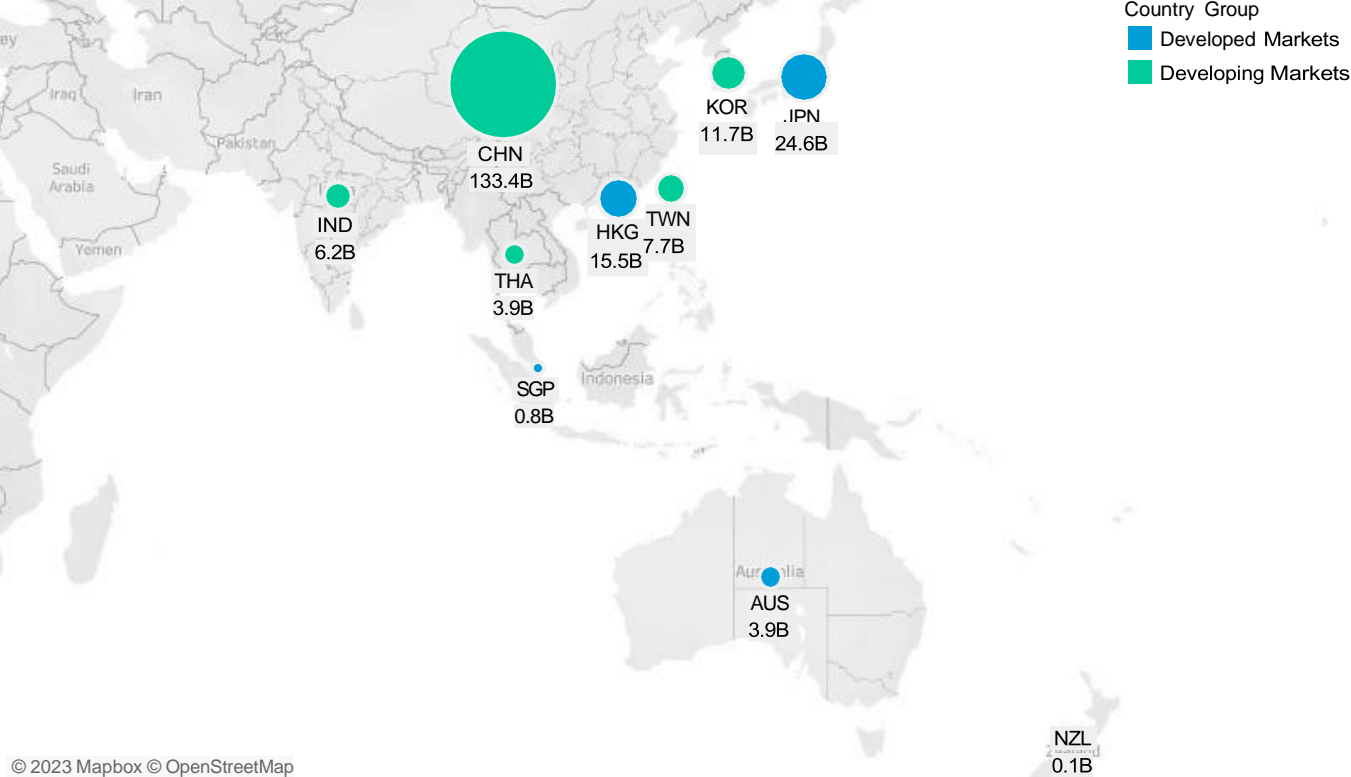 Country Group
Developed Markets
Developing Markets
ey
Iraq
Iran
Pakistan
Saudi
Arabia
Yemen
CHN
133.4B
KOR
11.7B
JPN
24.6B
IND
6.2B
HKG
15.5B
TWN
7.7B
THA
3.9B
SGP
0.8B
Indonesia
Australia
AUS
3.9B
NZL
0.1B
© 2023 Mapbox © OpenStreetMap